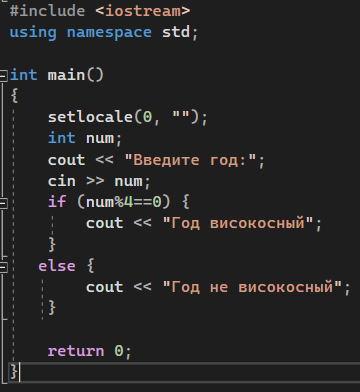 #include <iostream>
using namespace std;
int main()
{
setlocale(0, "");
int num;
cout << "Введите год:";
cin >> num;
if (num%4==0) {
cout << "Год високосный";
}
else {
cout << "Год не високосный";
}
return 0;
}